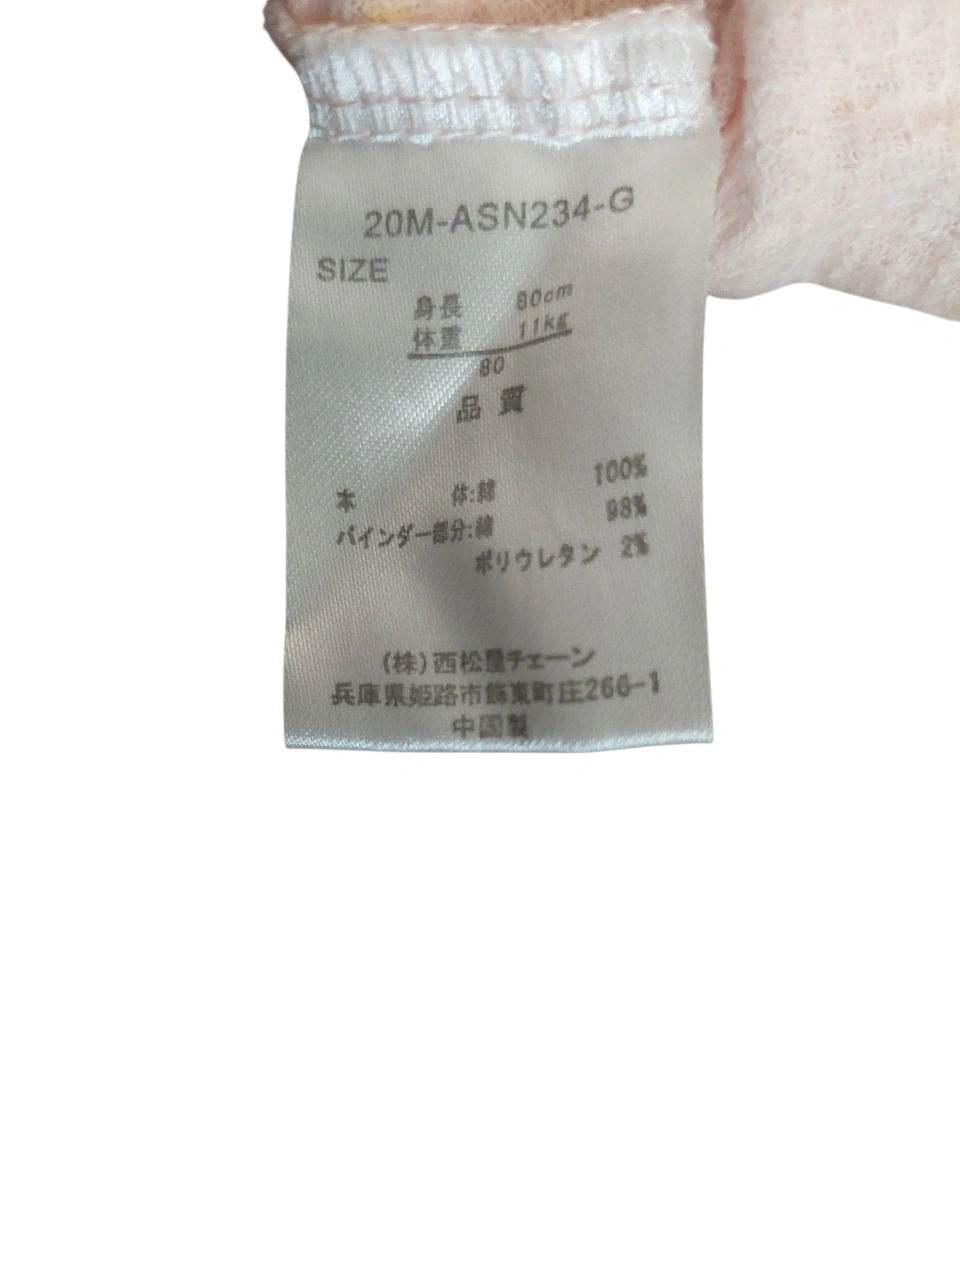 20M-ASN234-G
SIZE
身長 80cm
体重 11kg
80
品質
本 体:綿 100%
バインダー部分:綿 98%
ポリウレタン 2%
(株)西松屋チェーン
兵庫県姫路市飾東町庄266-1
中国製